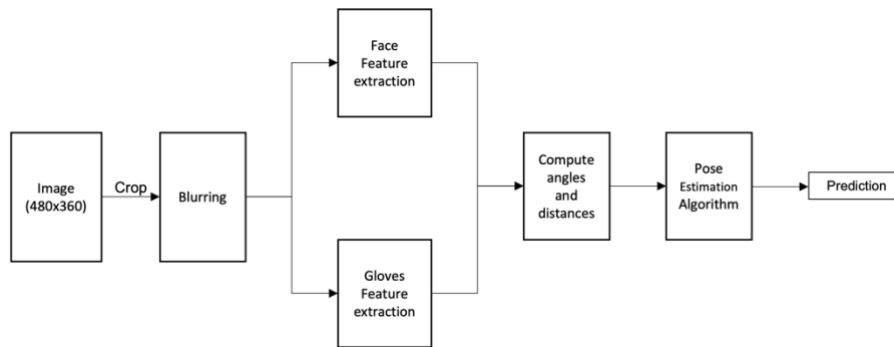 Face
Feature
extraction
Image
(480x360)
Crop
Blurring
Compute
angles
and
distances
Pose
Estimation
Algorithm
Prediction
Gloves
Feature
extraction